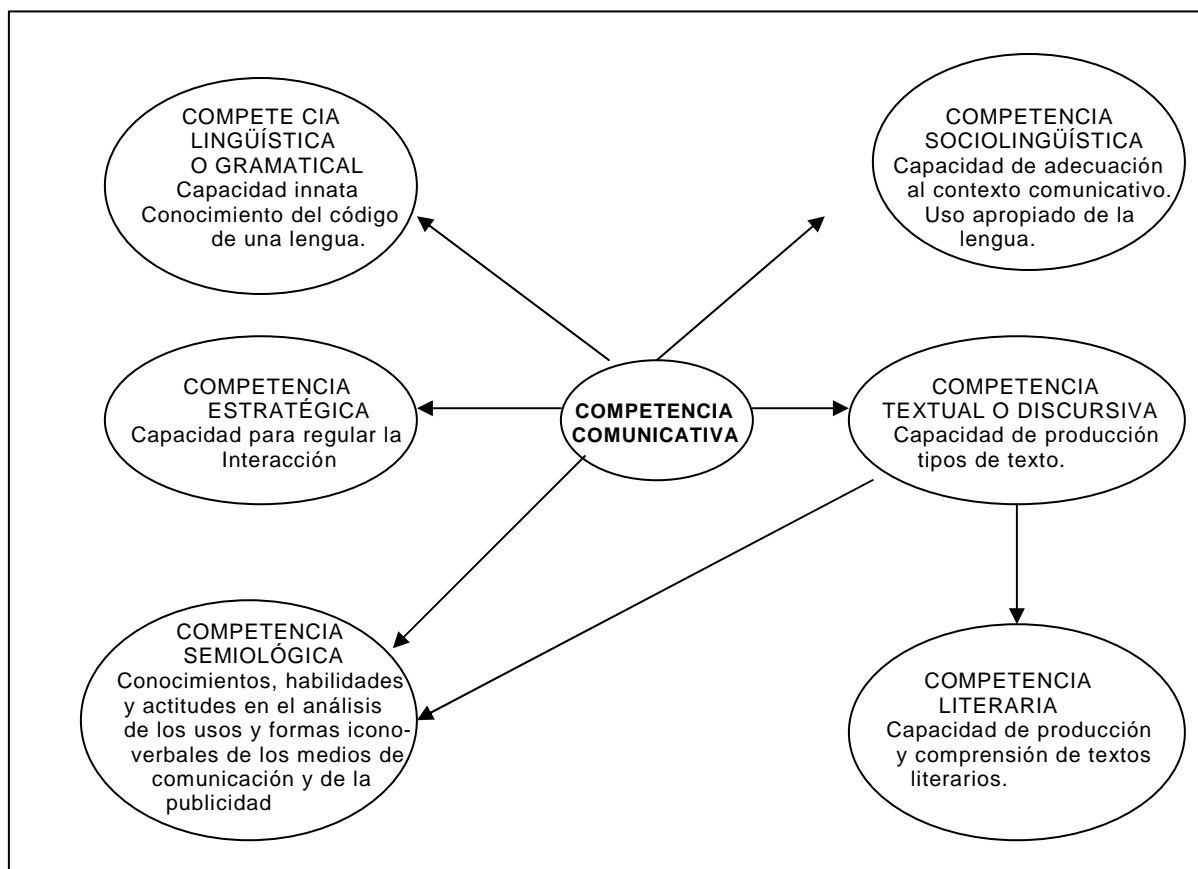 COMPETE CIA
LINGÜÍSTICA
O GRAMATICAL
Capacidad innata
Conocimiento del código
de una lengua.
COMPETENCIA
SOCIOLINGÜÍSTICA
Capacidad de adecuación
al contexto comunicativo.
Uso apropiado de la
lengua.
COMPETENCIA
ESTRATÉGICA
Capacidad para regular la
Interacción
COMPETENCIA
COMUNICATIVA
COMPETENCIA
TEXTUAL O DISCURSIVA
Capacidad de producción
tipos de texto.
COMPETENCIA
SEMIOLÓGICA
Conocimientos, habilidades
y actitudes en el análisis
de los usos y formas icono-
verbales de los medios de
comunicación y de la
publicidad
COMPETENCIA
LITERARIA
Capacidad de producción
y comprensión de textos
literarios.